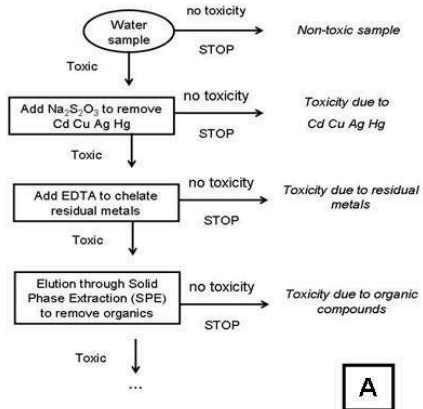 Water
sample
no toxicity
STOP
Non-toxic sample
Toxic
Add Na₂S₂O₃ to remove
Cd Cu Ag Hg
no toxicity
STOP
Toxicity due to
Cd Cu Ag Hg
Toxic
Add EDTA to chelate
residual metals
no toxicity
STOP
Toxicity due to residual
metals
Toxic
Elution through Solid
Phase Extraction (SPE)
to remove organics
no toxicity
STOP
Toxicity due to organic
compounds
Toxic
...
A